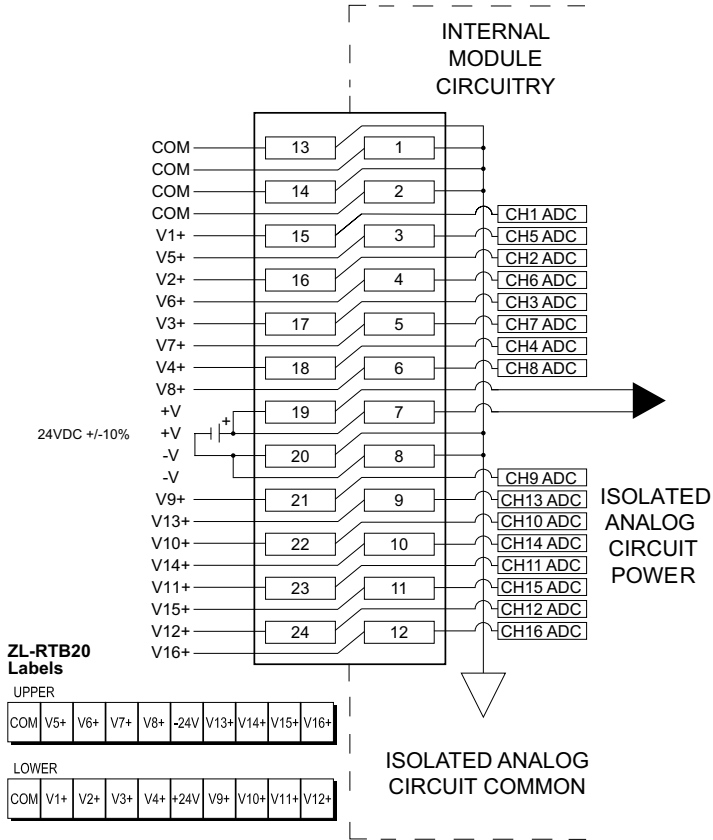 INTERNAL
MODULE
CIRCUITRY
COM 13 1
COM
COM 14 2
COM CH1 ADC
V1+ 15 3 CH5 ADC
V5+ CH2 ADC
V2+ 16 4 CH6 ADC
V6+ CH3 ADC
V3+ 17 5 CH7 ADC
V7+ CH4 ADC
V4+ 18 6 CH8 ADC
V8+
+V 19 7
24VDC +/-10% +V +
-V 20 8
-V CH9 ADC
V9+ 21 9 CH13 ADC
V13+ CH10 ADC
V10+ 22 10 CH14 ADC
V14+ CH11 ADC
V11+ 23 11 CH15 ADC
V15+ CH12 ADC
V12+ 24 12 CH16 ADC
V16+
ISOLATED
ANALOG
CIRCUIT
POWER
ZL-RTB20
Labels
UPPER
COM V5+ V6+ V7+ V8+ -24V V13+ V14+ V15+ V16+
LOWER
COM V1+ V2+ V3+ V4+ +24V V9+ V10+ V11+ V12+
ISOLATED ANALOG
CIRCUIT COMMON